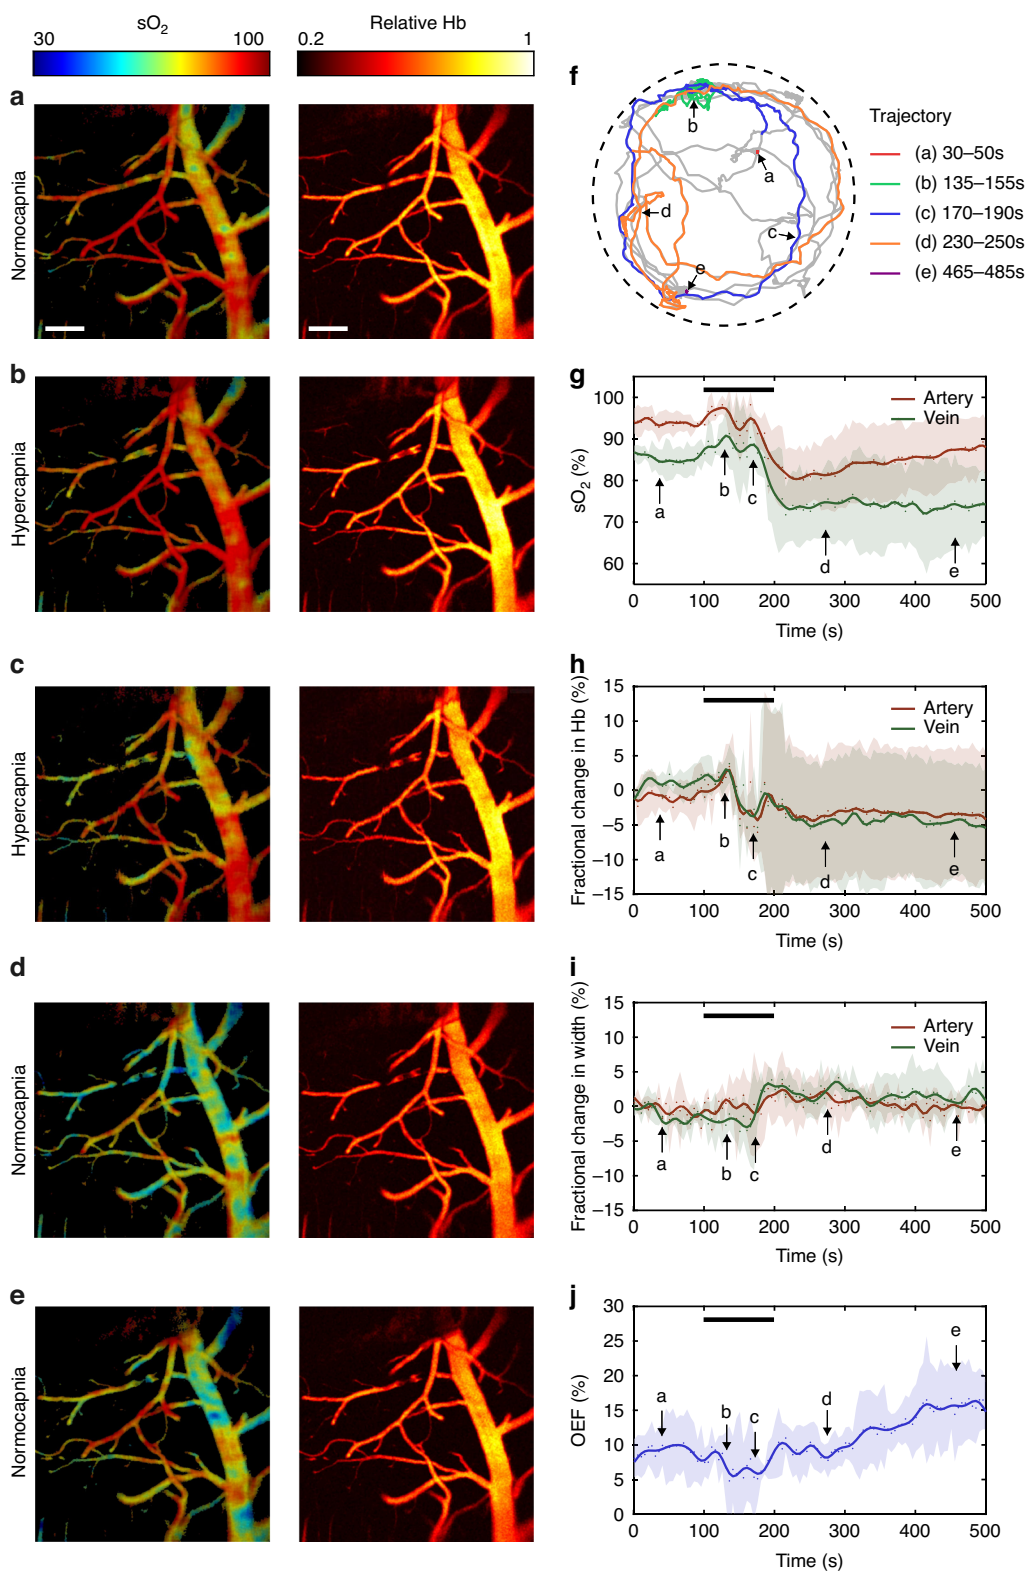 sO2
30 100
Relative Hb
0.2 1
a
Normocapnia
b
Hypercapnia
c
Hypercapnia
d
Normocapnia
e
Normocapnia
f
b
a
d
c
e
Trajectory
(a) 30–50s
(b) 135–155s
(c) 170–190s
(d) 230–250s
(e) 465–485s
g
sO2 (%)
100
90
80
70
60
Artery
Vein
a
b
c
d
e
0 100 200 300 400 500
Time (s)
h
Fractional change in Hb (%)
15
10
5
0
−5
−10
−15
Artery
Vein
a
b
c
d
e
0 100 200 300 400 500
Time (s)
i
Fractional change in width (%)
15
10
5
0
−5
−10
−15
Artery
Vein
a
b
c
d
e
0 100 200 300 400 500
Time (s)
j
OEF (%)
30
25
20
15
10
5
0
a
b
c
d
e
0 100 200 300 400 500
Time (s)